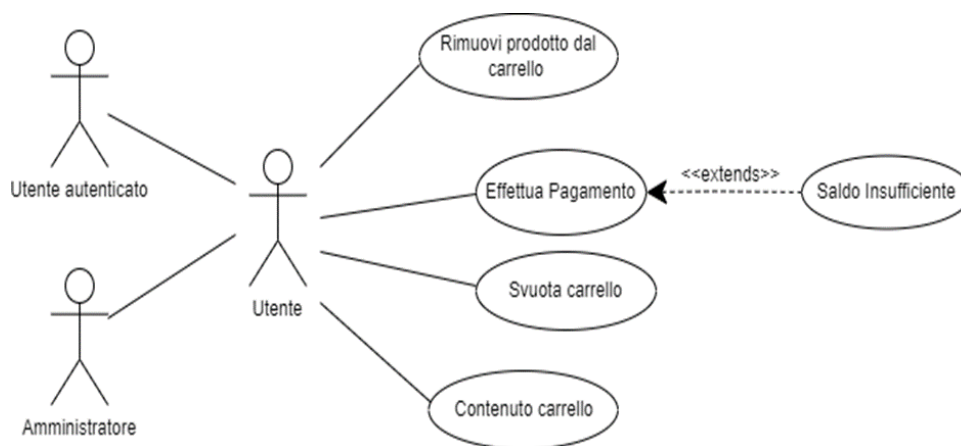 Rimuovi prodotto dal
carrello
Utente autenticato
Effettua Pagamento
<<extends>>
Saldo Insufficiente
Svuota carrello
Utente
Contenuto carrello
Amministratore